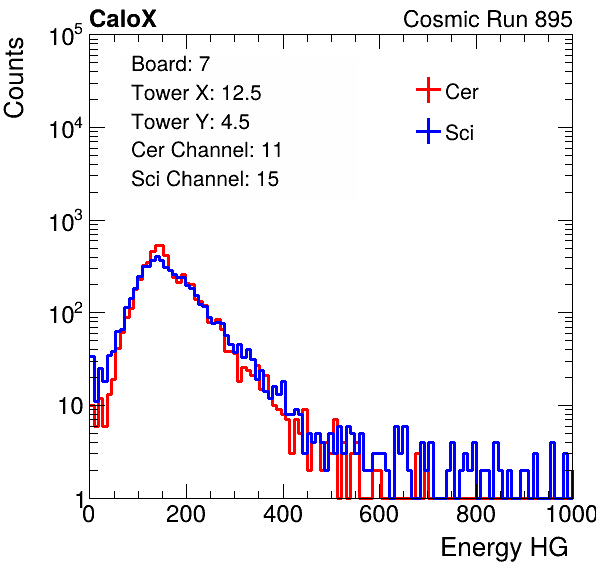 CaloX
Cosmic Run 895
Counts
10^5
10^4
10^3
10^2
10
1
Board: 7
Tower X: 12.5
Tower Y: 4.5
Cer Channel: 11
Sci Channel: 15
Cer
Sci
0 200 400 600 800 1000
Energy HG